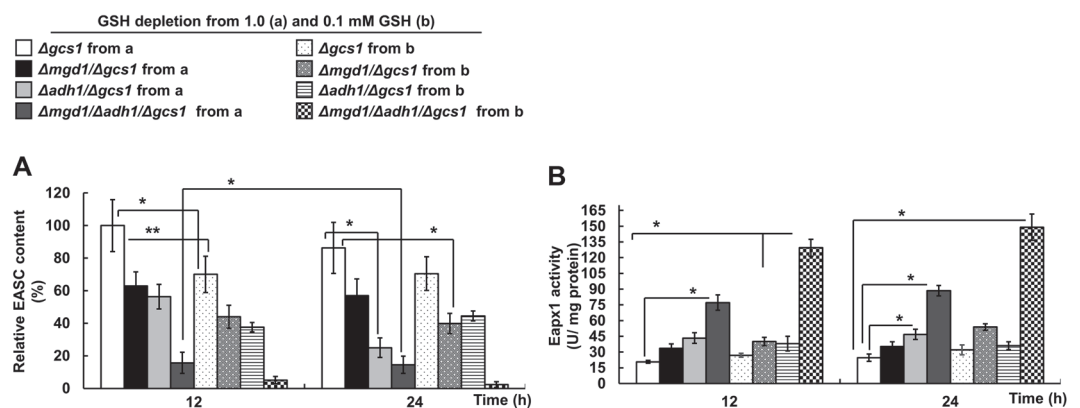 GSH depletion from 1.0 (a) and 0.1 mM GSH (b)
Δgcs1 from a
Δgcs1 from b
Δmgd1/Δgcs1 from a
Δmgd1/Δgcs1 from b
Δadh1/Δgcs1 from a
Δadh1/Δgcs1 from b
Δmgd1/Δadh1/Δgcs1 from a
Δmgd1/Δadh1/Δgcs1 from b
A
Relative EASC content
(%)
120
100
80
60
40
20
0
*
**
*
*
*
12
24
Time (h)
B
Eapx1 activity
(U/ mg protein)
165
150
135
120
105
90
75
60
45
30
15
0
*
*
*
*
*
12
24
Time (h)